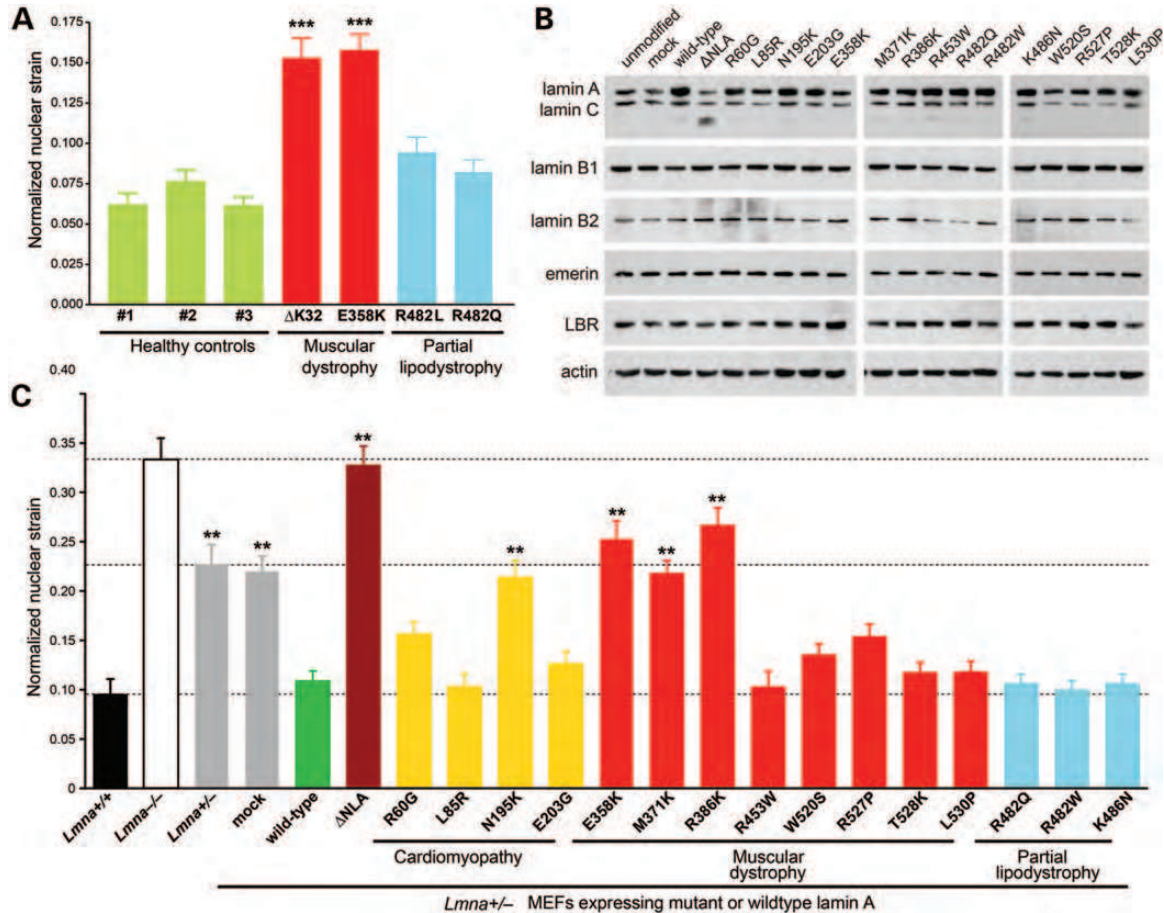 A
Normalized nuclear strain
0.175
0.150
0.125
0.100
0.075
0.050
0.025
0.000
*** ***
#1 #2 #3 ΔK32 E358K R482L R482Q
Healthy controls Muscular dystrophy Partial lipodystrophy
B
unmodified mock wild-type ΔNLA R60G L85R N195K E203G E358K M371K R386K R453W R482Q R482W K486N W520S R527P T528K L530P
lamin A
lamin C
lamin B1
lamin B2
emerin
LBR
actin
0.40
C
Normalized nuclear strain
0.35
0.30
0.25
0.20
0.15
0.10
0.05
0
** ** ** ** ** ** **
Lmna+/+ Lmna–/– Lmna+/– mock wild-type ΔNLA R60G L85R N195K E203G E358K M371K R386K R453W W520S R527P T528K L530P R482Q R482W K486N
Cardiomyopathy Muscular dystrophy Partial lipodystrophy
Lmna+/– MEFs expressing mutant or wildtype lamin A